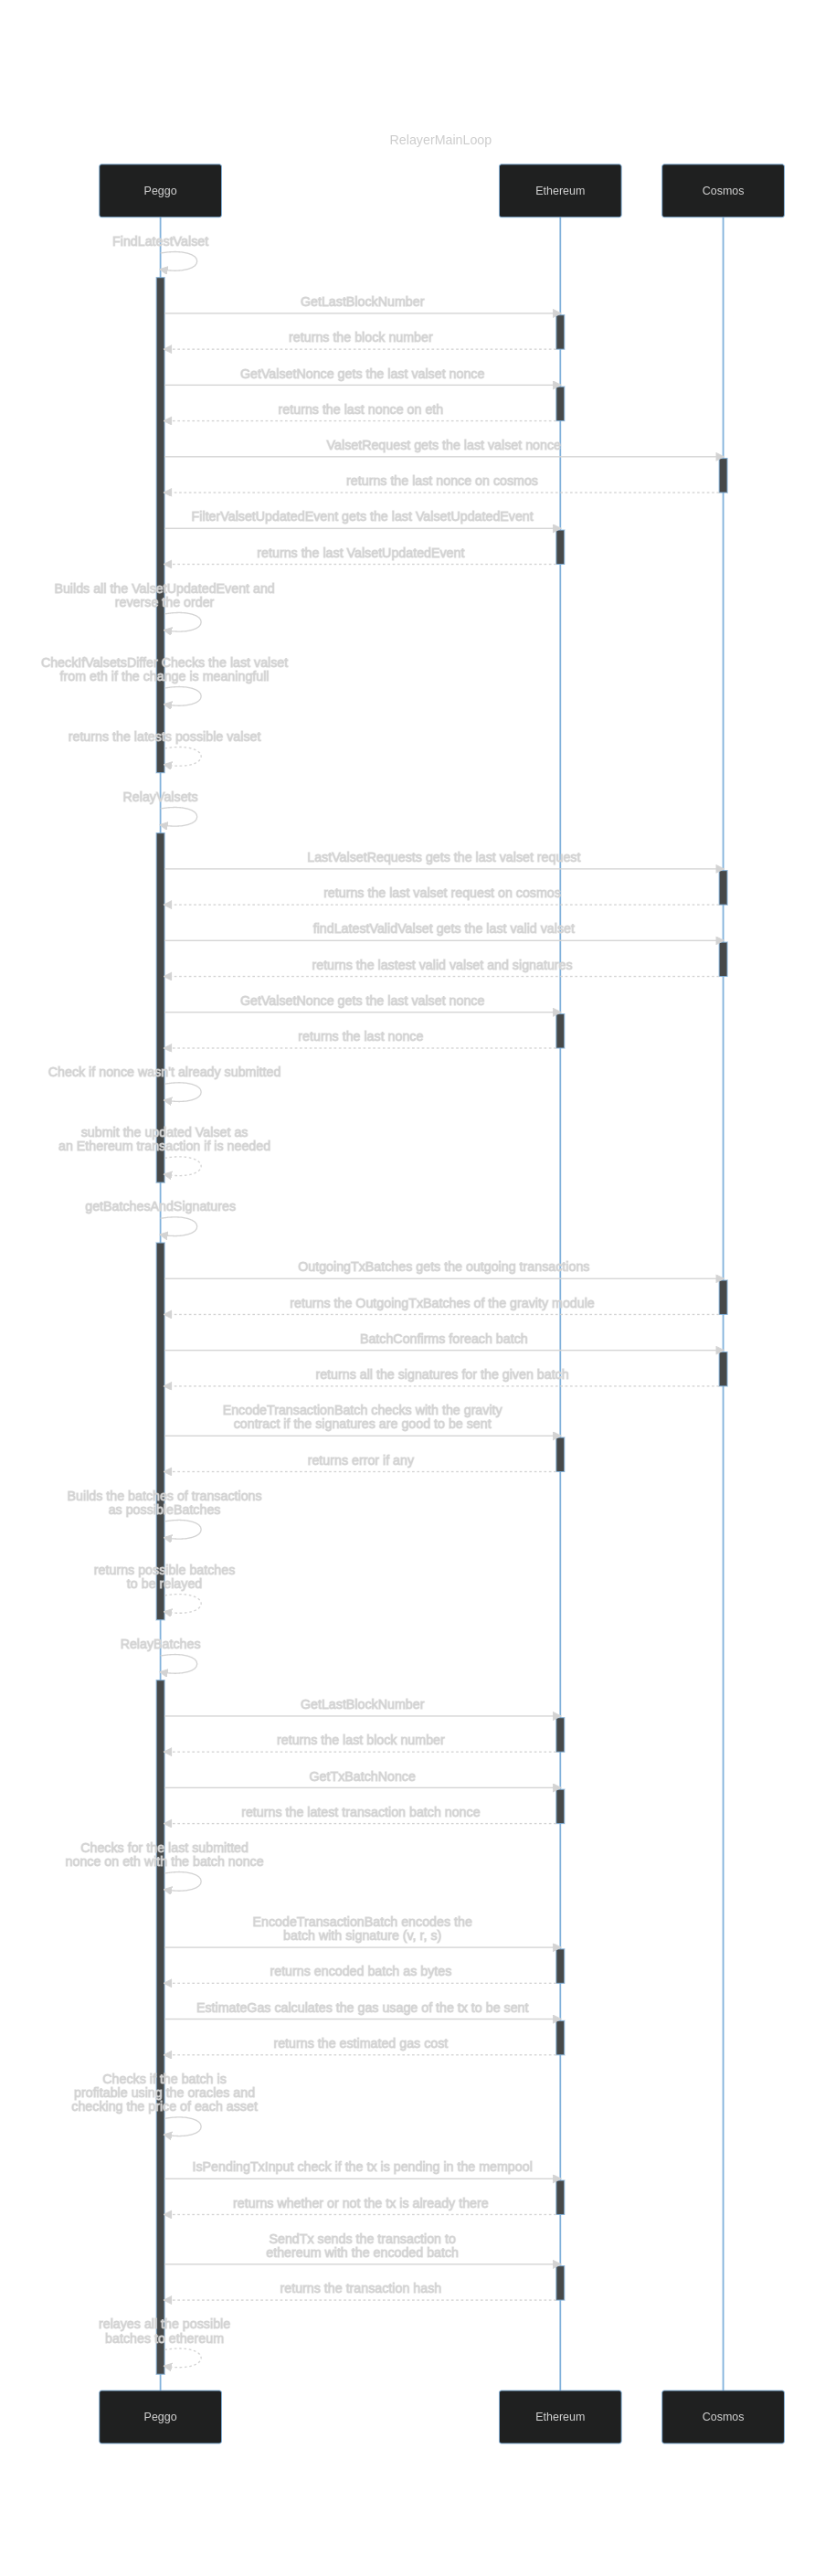 RelayerMainLoop
Peggo
Ethereum
Cosmos
FindLatestValset
GetLastBlockNumber
returns the block number
GetValsetNonce gets the last valset nonce
returns the last nonce on eth
ValsetRequest gets the last valset nonce
returns the last nonce on cosmos
FilterValsetUpdatedEvent gets the last ValsetUpdatedEvent
returns the last ValsetUpdatedEvent
Builds all the ValsetUpdatedEvent and
reverse the order
CheckIfValsetsDiffer Checks the last valset
from eth if the change is meaningfull
returns the latests possible valset
RelayValsets
LastValsetRequests gets the last valset request
returns the last valset request on cosmos
findLatestValidValset gets the last valid valset
returns the lastest valid valset and signatures
GetValsetNonce gets the last valset nonce
returns the last nonce
Check if nonce wasn't already submitted
submit the updated Valset as
an Ethereum transaction if is needed
getBatchesAndSignatures
OutgoingTxBatches gets the outgoing transactions
returns the OutgoingTxBatches of the gravity module
BatchConfirms foreach batch
returns all the signatures for the given batch
EncodeTransactionBatch checks with the gravity
contract if the signatures are good to be sent
returns error if any
Builds the batches of transactions
as possibleBatches
returns possible batches
to be relayed
RelayBatches
GetLastBlockNumber
returns the last block number
GetTxBatchNonce
returns the latest transaction batch nonce
Checks for the last submitted
nonce on eth with the batch nonce
EncodeTransactionBatch encodes the
batch with signature (v, r, s)
returns encoded batch as bytes
EstimateGas calculates the gas usage of the tx to be sent
returns the estimated gas cost
Checks if the batch is
profitable using the oracles and
checking the price of each asset
IsPendingTxInput check if the tx is pending in the mempool
returns whether or not the tx is already there
SendTx sends the transaction to
ethereum with the encoded batch
returns the transaction hash
relayes all the possible
batches to ethereum
Peggo
Ethereum
Cosmos